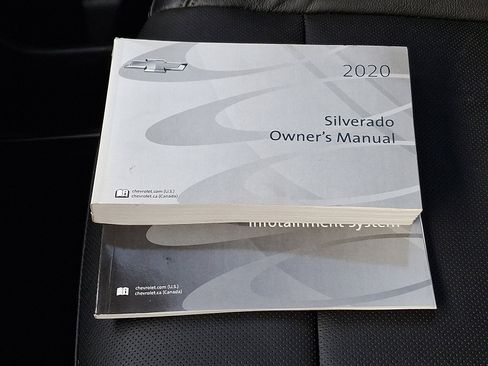 2020
Silverado
Owner's Manual
chevrolet.com (U.S.)
chevrolet.ca (Canada)
Infotainment System
chevrolet.com (U.S.)
chevrolet.ca (Canada)